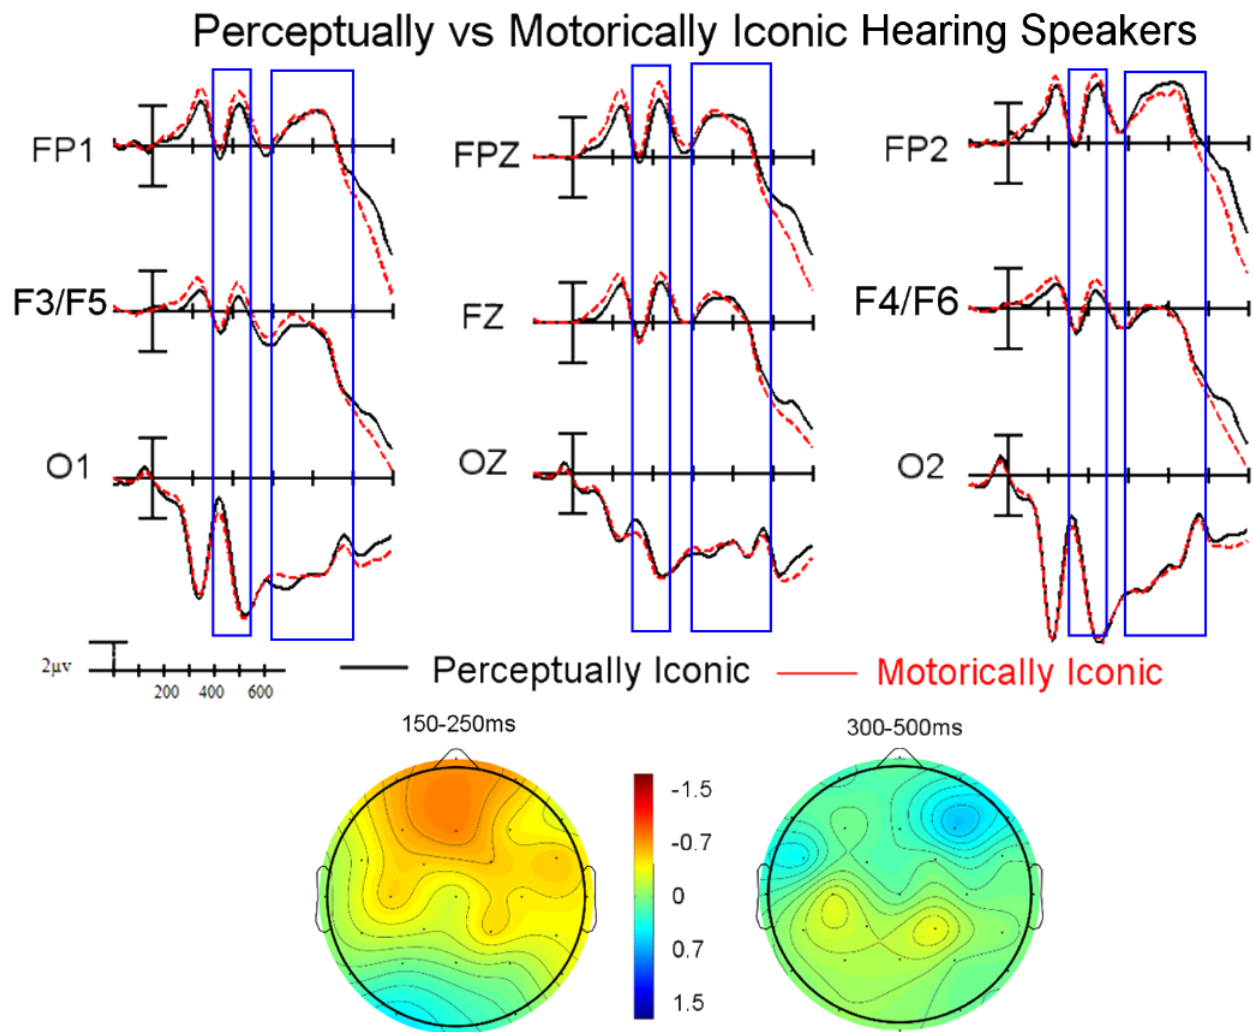 Perceptually vs Motorically Iconic Hearing Speakers
FP1 FPZ FP2
F3/F5 FZ F4/F6
O1 OZ O2
2μv
200 400 600
Perceptually Iconic Motorically Iconic
150-250ms 300-500ms
-1.5
-0.7
0
0.7
1.5